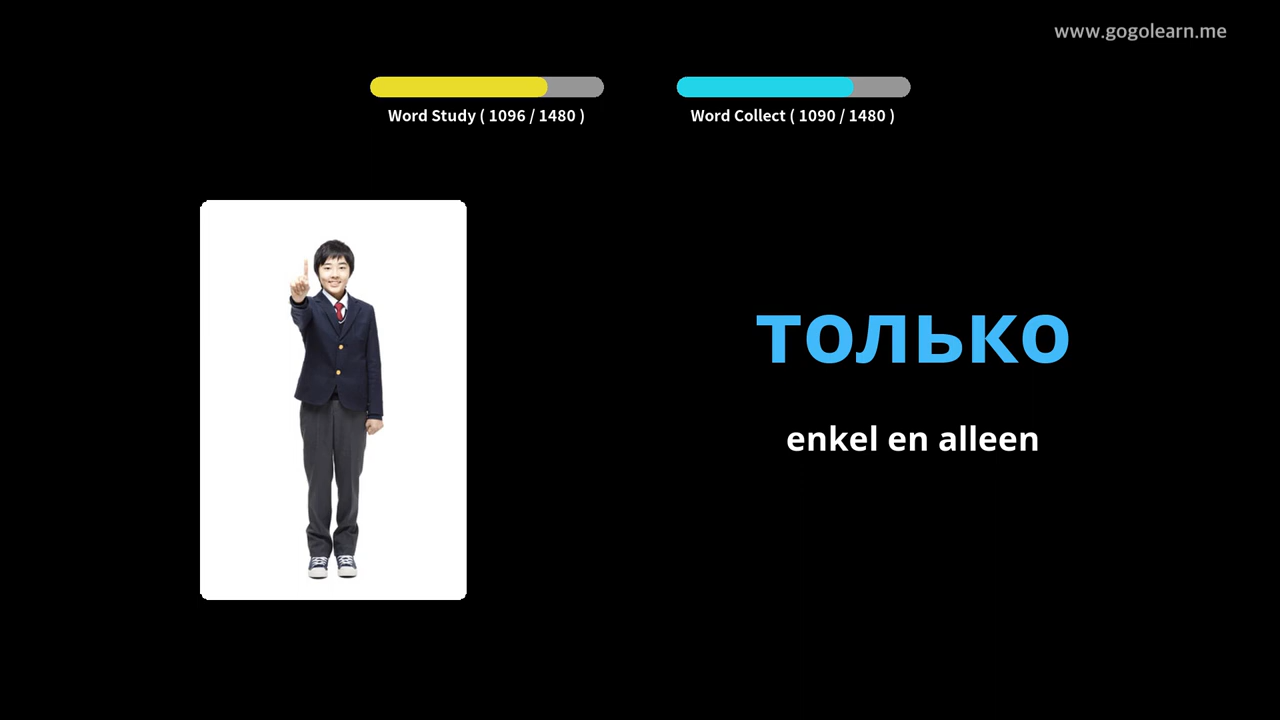 www.gogolearn.me
Word Study ( 1096 / 1480 )
Word Collect ( 1090 / 1480 )
только
enkel en alleen